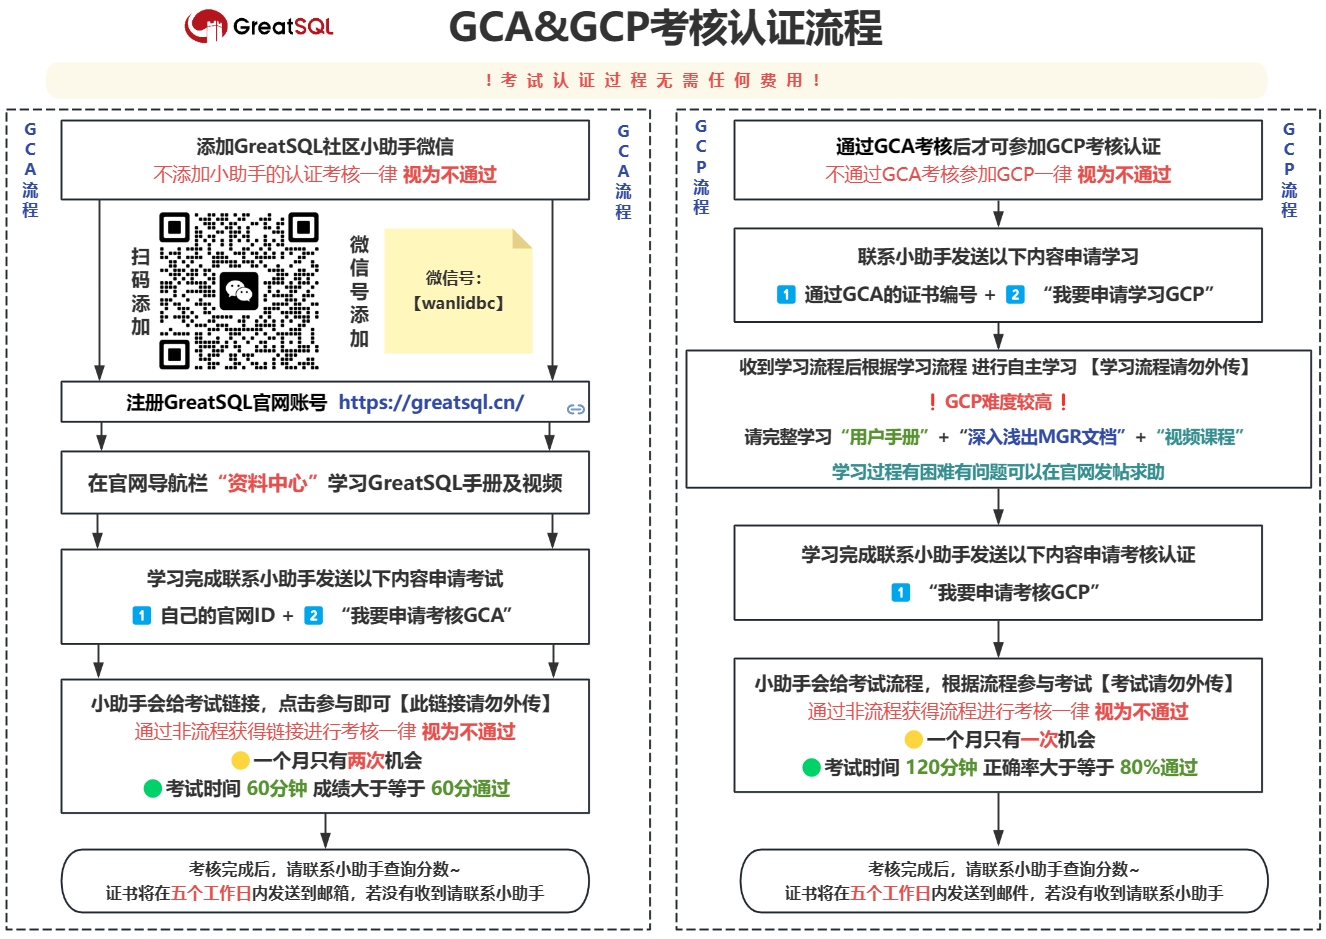 GreatSQL
GCA&GCP考核认证流程
！考试认证过程无需任何费用！
GCA流程
添加GreatSQL社区小助手微信
不添加小助手的认证考核一律 视为不通过
GCA流程
扫码添加
微信号添加
微信号：
【wanlidbc】
注册GreatSQL官网账号 https://greatsql.cn/
在官网导航栏“资料中心”学习GreatSQL手册及视频
学习完成联系小助手发送以下内容申请考试
1 自己的官网ID + 2 “我要申请考核GCA”
小助手会给考试链接，点击参与即可【此链接请勿外传】
通过非流程获得链接进行考核一律 视为不通过
一个月只有两次机会
考试时间 60分钟 成绩大于等于 60分通过
考核完成后，请联系小助手查询分数~
证书将在五个工作日内发送到邮箱，若没有收到请联系小助手
GCP流程
通过GCA考核后才可参加GCP考核认证
不通过GCA考核参加GCP一律 视为不通过
GCP流程
联系小助手发送以下内容申请学习
1 通过GCA的证书编号 + 2 “我要申请学习GCP”
收到学习流程后根据学习流程 进行自主学习 【学习流程请勿外传】
！GCP难度较高！
请完整学习 “用户手册” + “深入浅出MGR文档” + “视频课程”
学习过程有困难有问题可以在官网发帖求助
学习完成联系小助手发送以下内容申请考核认证
1 “我要申请考核GCP”
小助手会给考试流程，根据流程参与考试【考试请勿外传】
通过非流程获得流程进行考核一律 视为不通过
一个月只有一次机会
考试时间 120分钟 正确率大于等于 80%通过
考核完成后，请联系小助手查询分数~
证书将在五个工作日内发送到邮件，若没有收到请联系小助手